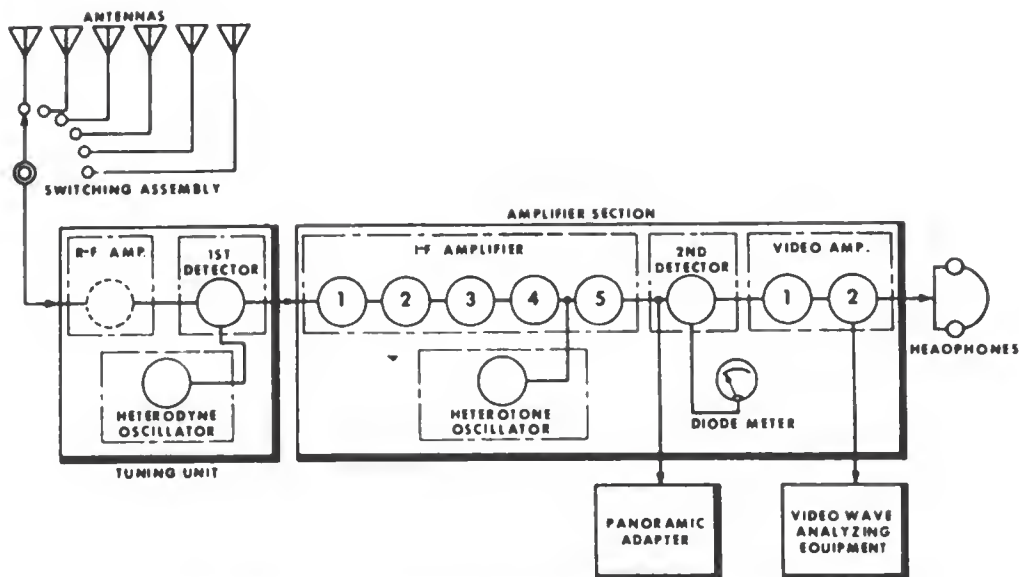 ANTENNAS
SWITCHING ASSEMBLY
AMPLIFIER SECTION
R-F AMP.
1ST
DETECTOR
I-F AMPLIFIER
2ND
DETECTOR
VIDEO AMP.
1
2
3
4
5
1
2
HEADPHONES
HETERODYNE
OSCILLATOR
HETEROTONE
OSCILLATOR
DIODE METER
TUNING UNIT
PANORAMIC
ADAPTER
VIDEO WAVE
ANALYZING
EQUIPMENT